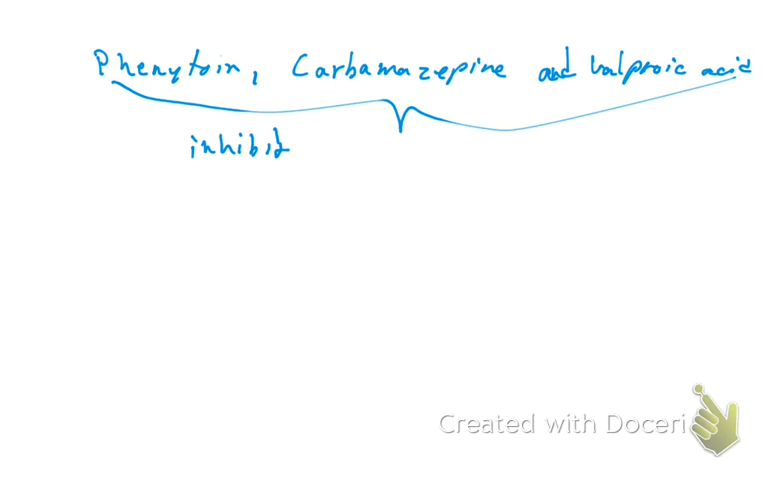 Phenytoin, Carbamazepine and valproic acid
inhibit
Created with Doceri